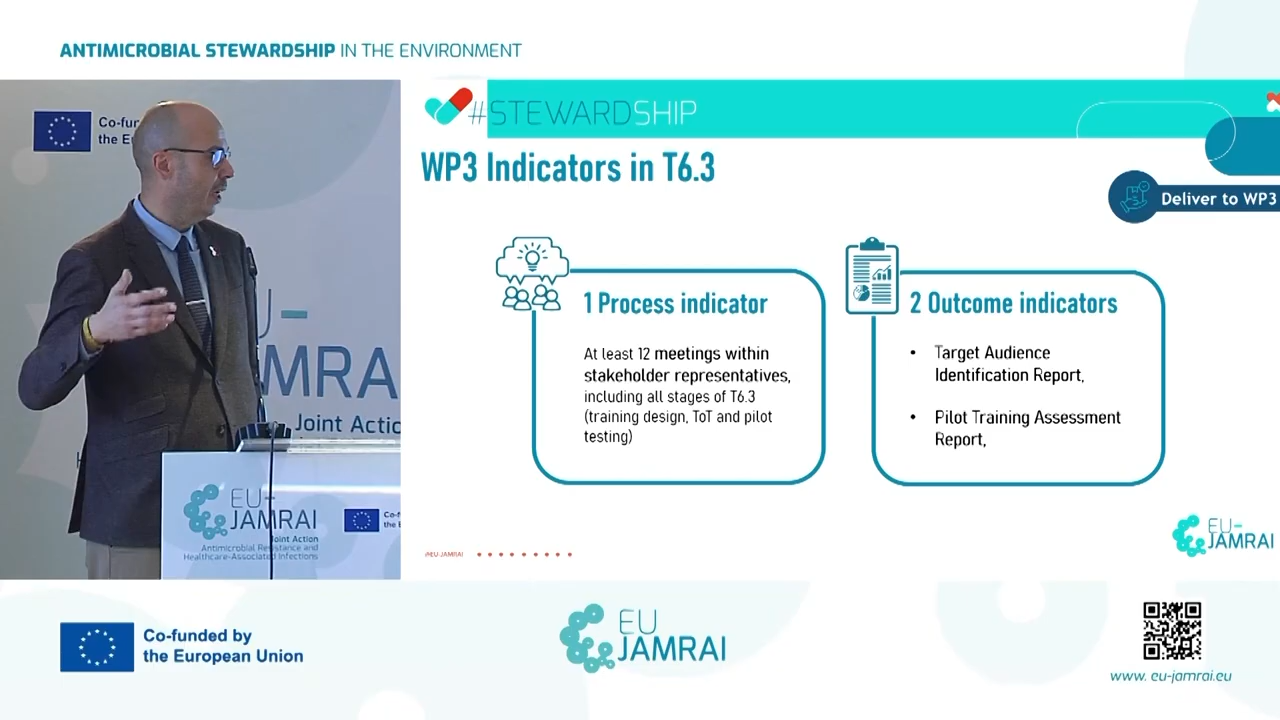 ANTIMICROBIAL STEWARDSHIP IN THE ENVIRONMENT
Co-fun
the E
#STEWARDSHIP
WP3 Indicators in T6.3
Deliver to WP3
1 Process indicator
At least 12 meetings within
stakeholder representatives,
including all stages of T6.3
(training design, ToT and pilot
testing)
2 Outcome indicators
• Target Audience
Identification Report,
• Pilot Training Assessment
Report,
#EU-JAMRAI
EU-
JAMRAI
U-
MRA
Joint Actio
EU-
JAMRAI
Joint Action
Antimicrobial Resistance and
Healthcare-Associated Infections
Co-f
the E
Co-funded by
the European Union
EU
JAMRAI
www. eu-jamrai.eu